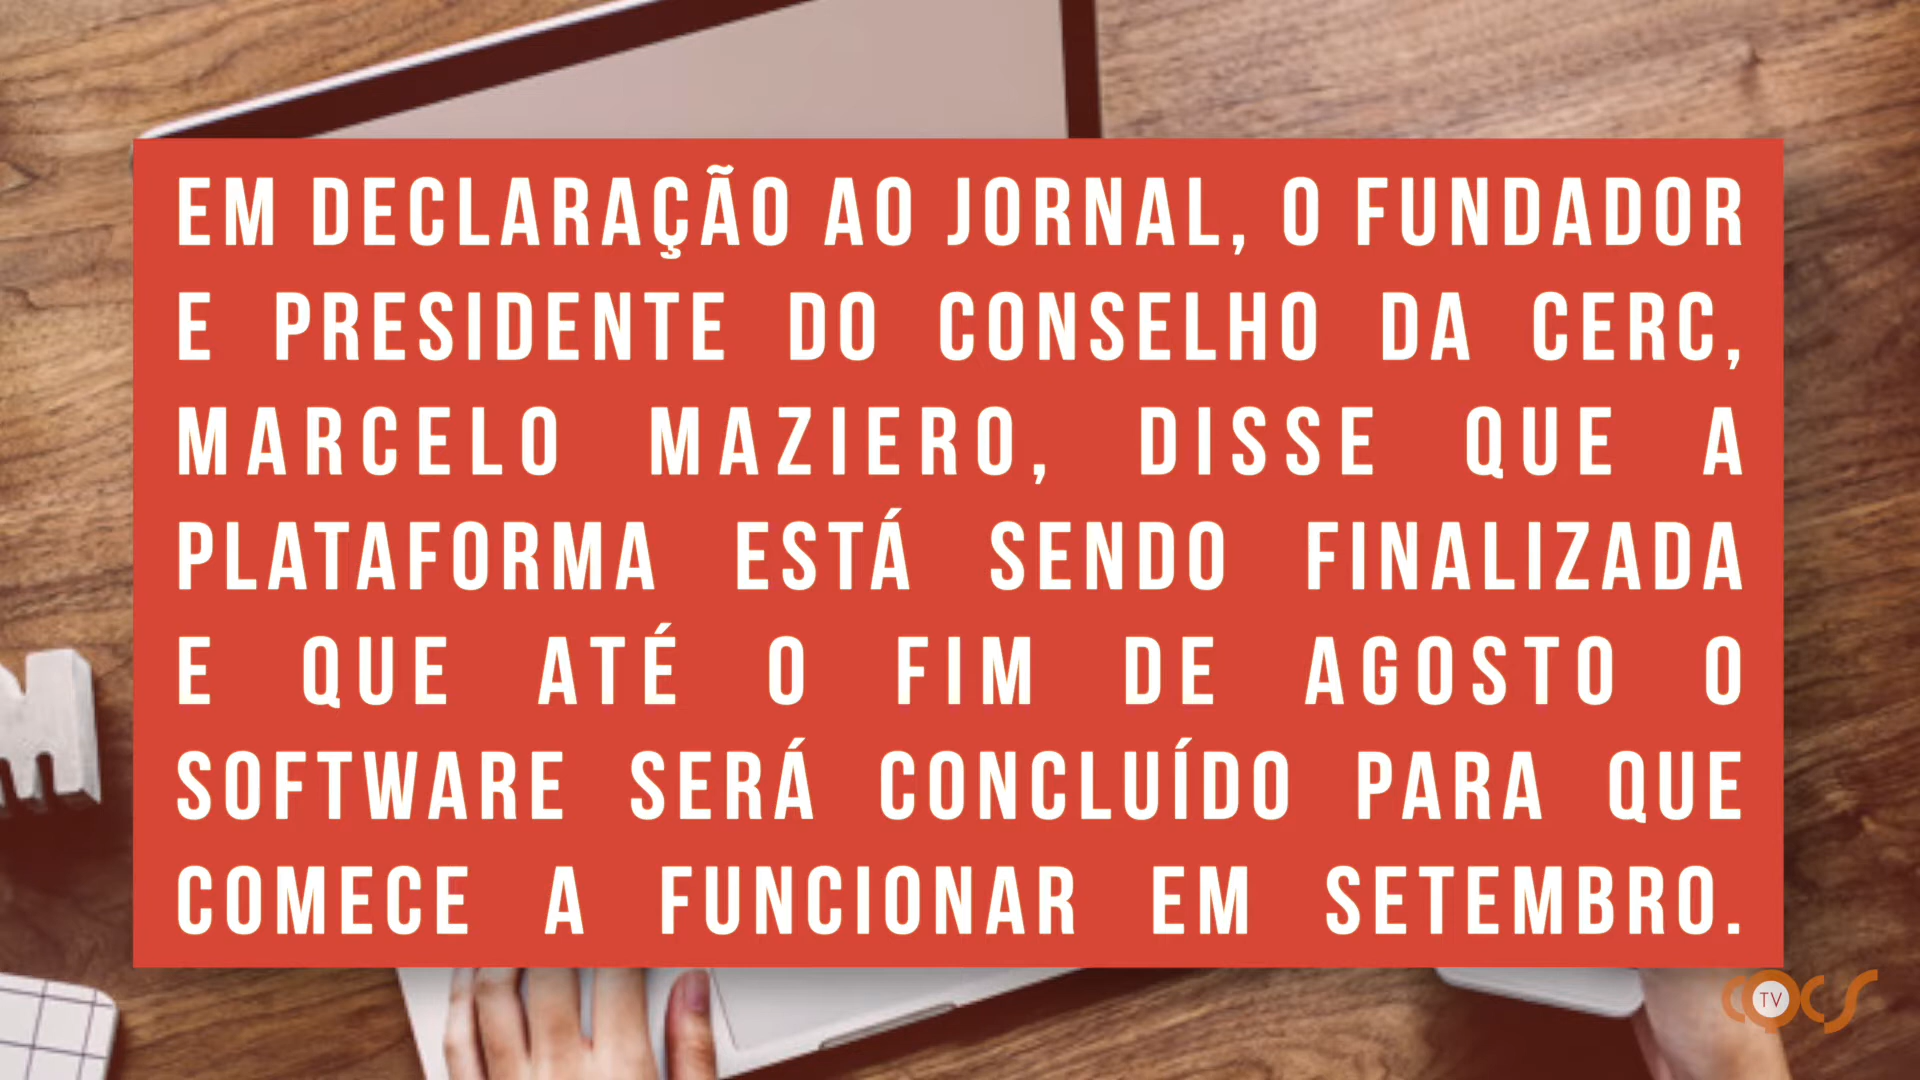 EM DECLARAÇÃO AO JORNAL, O FUNDADOR
E PRESIDENTE DO CONSELHO DA CERC,
MARCELO MAZIERO, DISSE QUE A
PLATAFORMA ESTÁ SENDO FINALIZADA
E QUE ATÉ O FIM DE AGOSTO O
SOFTWARE SERÁ CONCLUÍDO PARA QUE
COMECE A FUNCIONAR EM SETEMBRO.
M
CQCS
TV